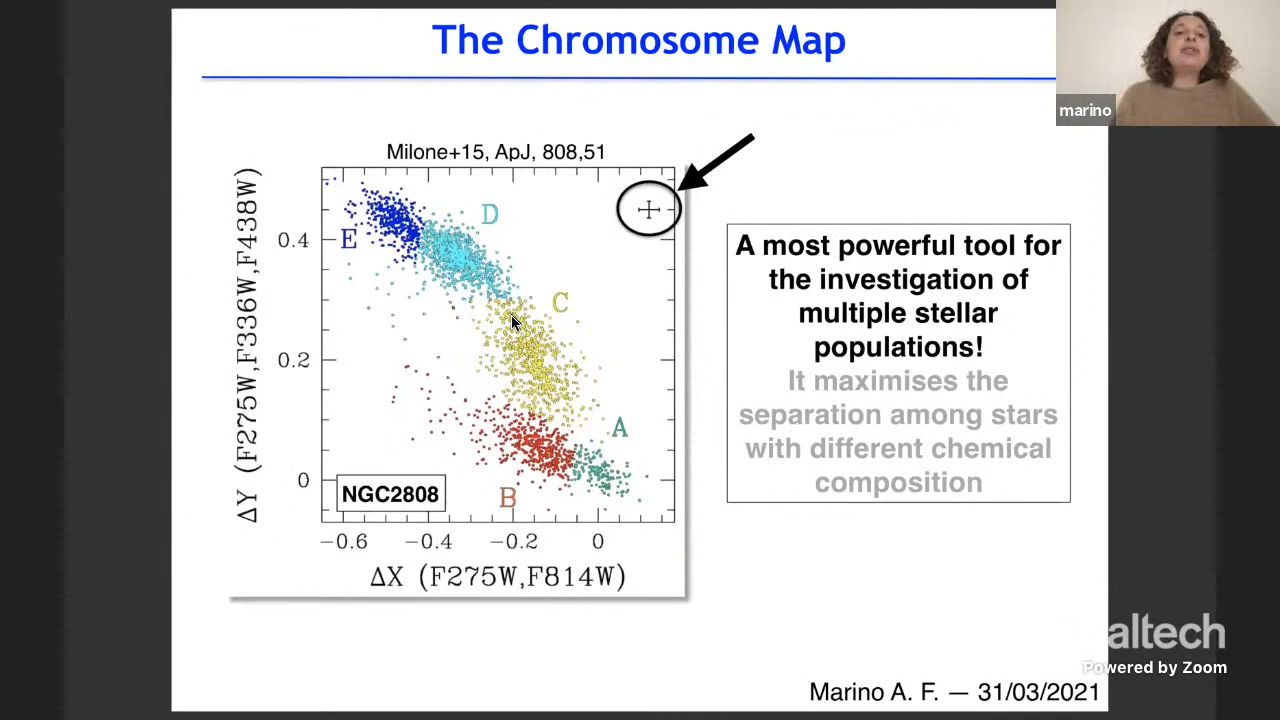 The Chromosome Map
marino
Milone+15, ApJ, 808,51
ΔY (F275W,F336W,F438W)
0.4
0.2
0
E
D
C
A
B
NGC2808
−0.6
−0.4
−0.2
0
ΔX (F275W,F814W)
A most powerful tool for
the investigation of
multiple stellar
populations!
It maximises the
separation among stars
with different chemical
composition
altech
Powered by Zoom
Marino A. F. — 31/03/2021